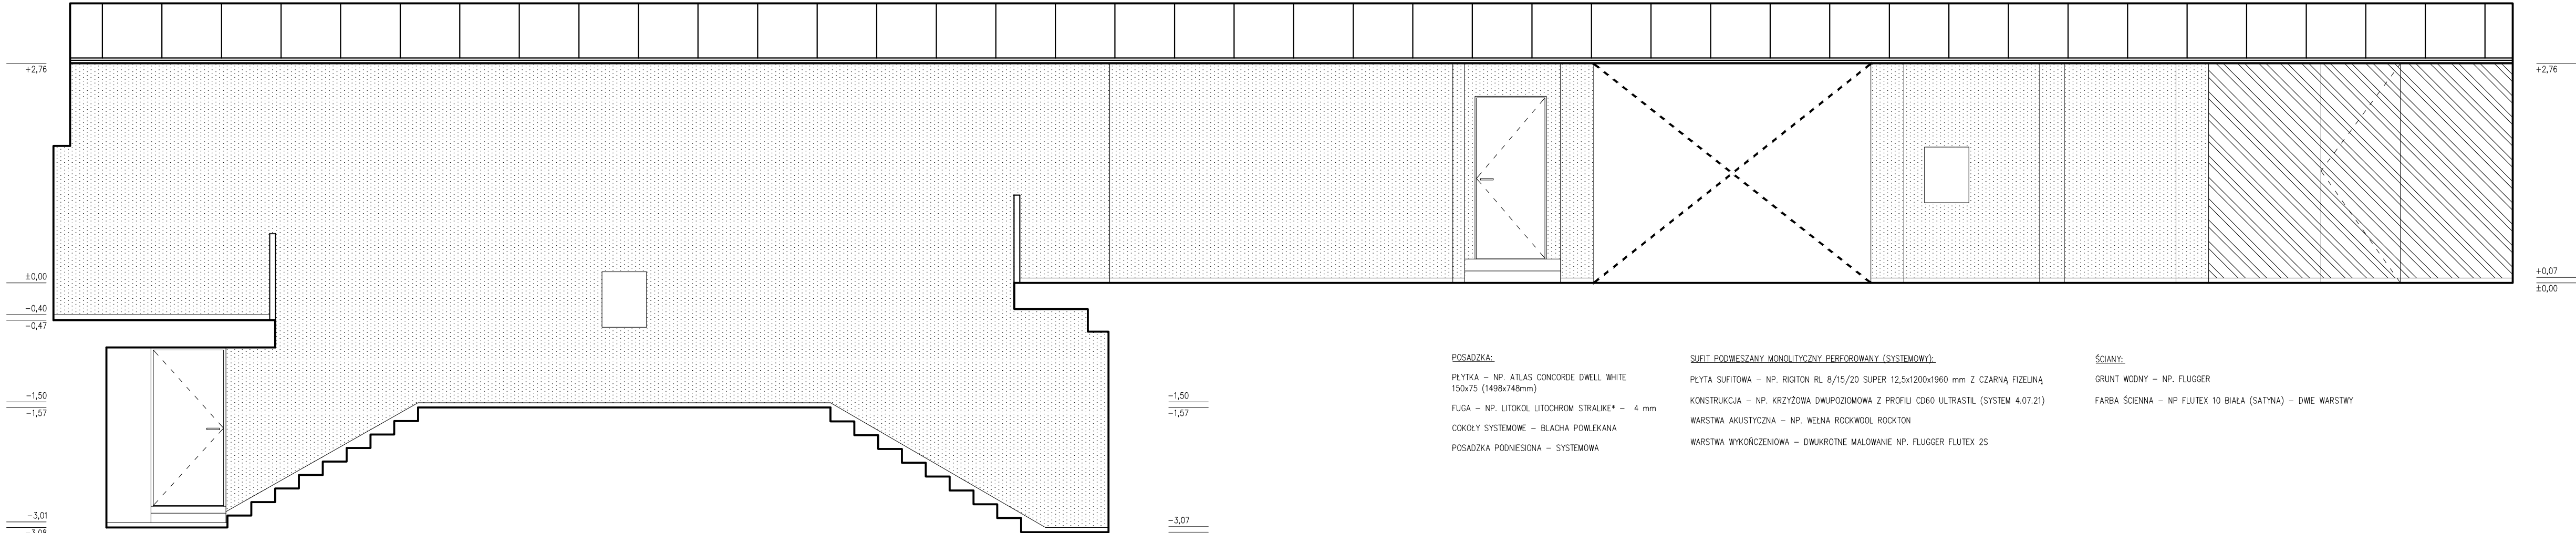 +2,76
+2,76
±0,00
+0,07
±0,00
-0,40
-0,47
-1,50
-1,57
-1,50
-1,57
-3,01
-3,08
-3,07
POSADZKA:
PŁYTKA – NP. ATLAS CONCORDE DWELL WHITE
150x75 (1498x748mm)
FUGA – NP. LITOKOL LITOCHROM STRALIKE* – 4 mm
COKOŁY SYSTEMOWE – BLACHA POWLEKANA
POSADZKA PODNIESIONA – SYSTEMOWA
SUFIT PODWIESZANY MONOLITYCZNY PERFOROWANY (SYSTEMOWY):
PŁYTA SUFITOWA – NP. RIGITON RL 8/15/20 SUPER 12,5x1200x1960 mm Z CZARNĄ FIZELINĄ
KONSTRUKCJA – NP. KRZYŻOWA DWUPOZIOMOWA Z PROFILI CD60 ULTRASTIL (SYSTEM 4.07.21)
WARSTWA AKUSTYCZNA – NP. WEŁNA ROCKWOOL ROCKTON
WARSTWA WYKOŃCZENIOWA – DWUKROTNE MALOWANIE NP. FLUGGER FLUTEX 2S
ŚCIANY:
GRUNT WODNY – NP. FLUGGER
FARBA ŚCIENNA – NP FLUTEX 10 BIAŁA (SATYNA) – DWIE WARSTWY